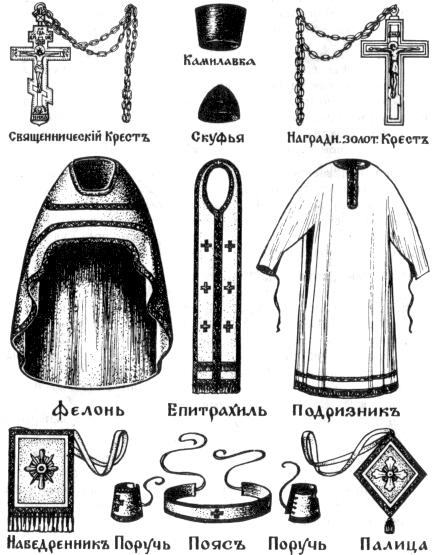 Камилавка
Священническій Крестъ
Скуфья
Наградн. золот. Крестъ
Фелонь
Епитрахиль
Подризникъ
Набедренникъ
Поручь
Поясъ
Поручь
Палица